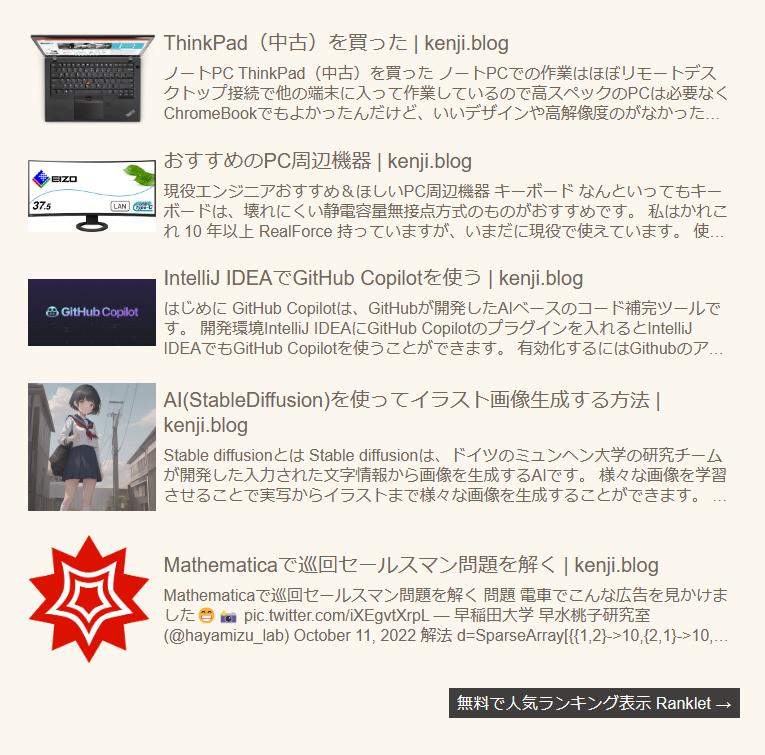 ThinkPad（中古）を買った | kenji.blog
ノートPC ThinkPad（中古）を買った ノートPCでの作業はほぼリモートデス
クトップ接続で他の端末に入って作業しているので高スペックのPCは必要なく
ChromeBookでもよかったんだけど、いいデザインや高解像度のがなかった…
おすすめのPC周辺機器 | kenji.blog
EIZO
37.5
LAN
現役エンジニアおすすめ＆ほしいPC周辺機器 キーボード なんといってもキー
ボードは、壊れにくい静電容量無接点方式のものがおすすめです。 私はかれこ
れ 10 年以上 RealForce 持っていますが、いまだに現役で使えています。 使…
IntelliJ IDEAでGitHub Copilotを使う | kenji.blog
GitHub Copilot
はじめに GitHub Copilotは、GitHubが開発したAIベースのコード補完ツールで
す。 開発環境IntelliJ IDEAにGitHub Copilotのプラグインを入れるとIntelliJ
IDEAでもGitHub Copilotを使うことができます。 有効化するにはGithubのア…
AI(StableDiffusion)を使ってイラスト画像生成する方法 |
kenji.blog
Stable diffusionとは Stable diffusionは、ドイツのミュンヘン大学の研究チーム
が開発した入力された文字情報から画像を生成するAIです。 様々な画像を学習
させることで実写からイラストまで様々な画像を生成することができます。 …
Mathematicaで巡回セールスマン問題を解く | kenji.blog
Mathematicaで巡回セールスマン問題を解く 問題 電車でこんな広告を見かけま
した😁 📸 pic.twitter.com/iXEgvtXrpL — 早稲田大学 早水桃子研究室
(@hayamizu_lab) October 11, 2022 解法 d=SparseArray[{{1,2}->10,{2,1}->10,…
無料で人気ランキング表示 Ranklet →